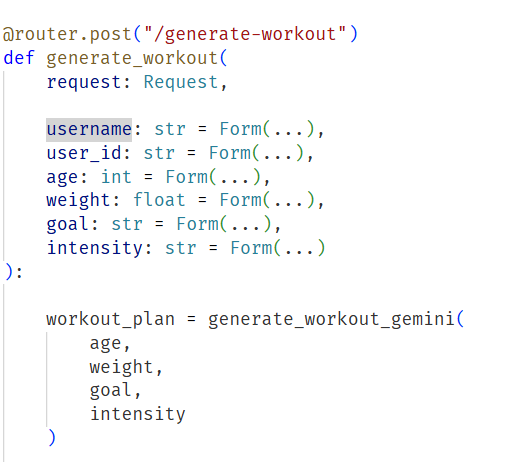 @router.post("/generate-workout")
def generate_workout(
    request: Request,
    username: str = Form(...),
    user_id: str = Form(...),
    age: int = Form(...),
    weight: float = Form(...),
    goal: str = Form(...),
    intensity: str = Form(...)
):
    workout_plan = generate_workout_gemini(
        age,
        weight,
        goal,
        intensity
    )